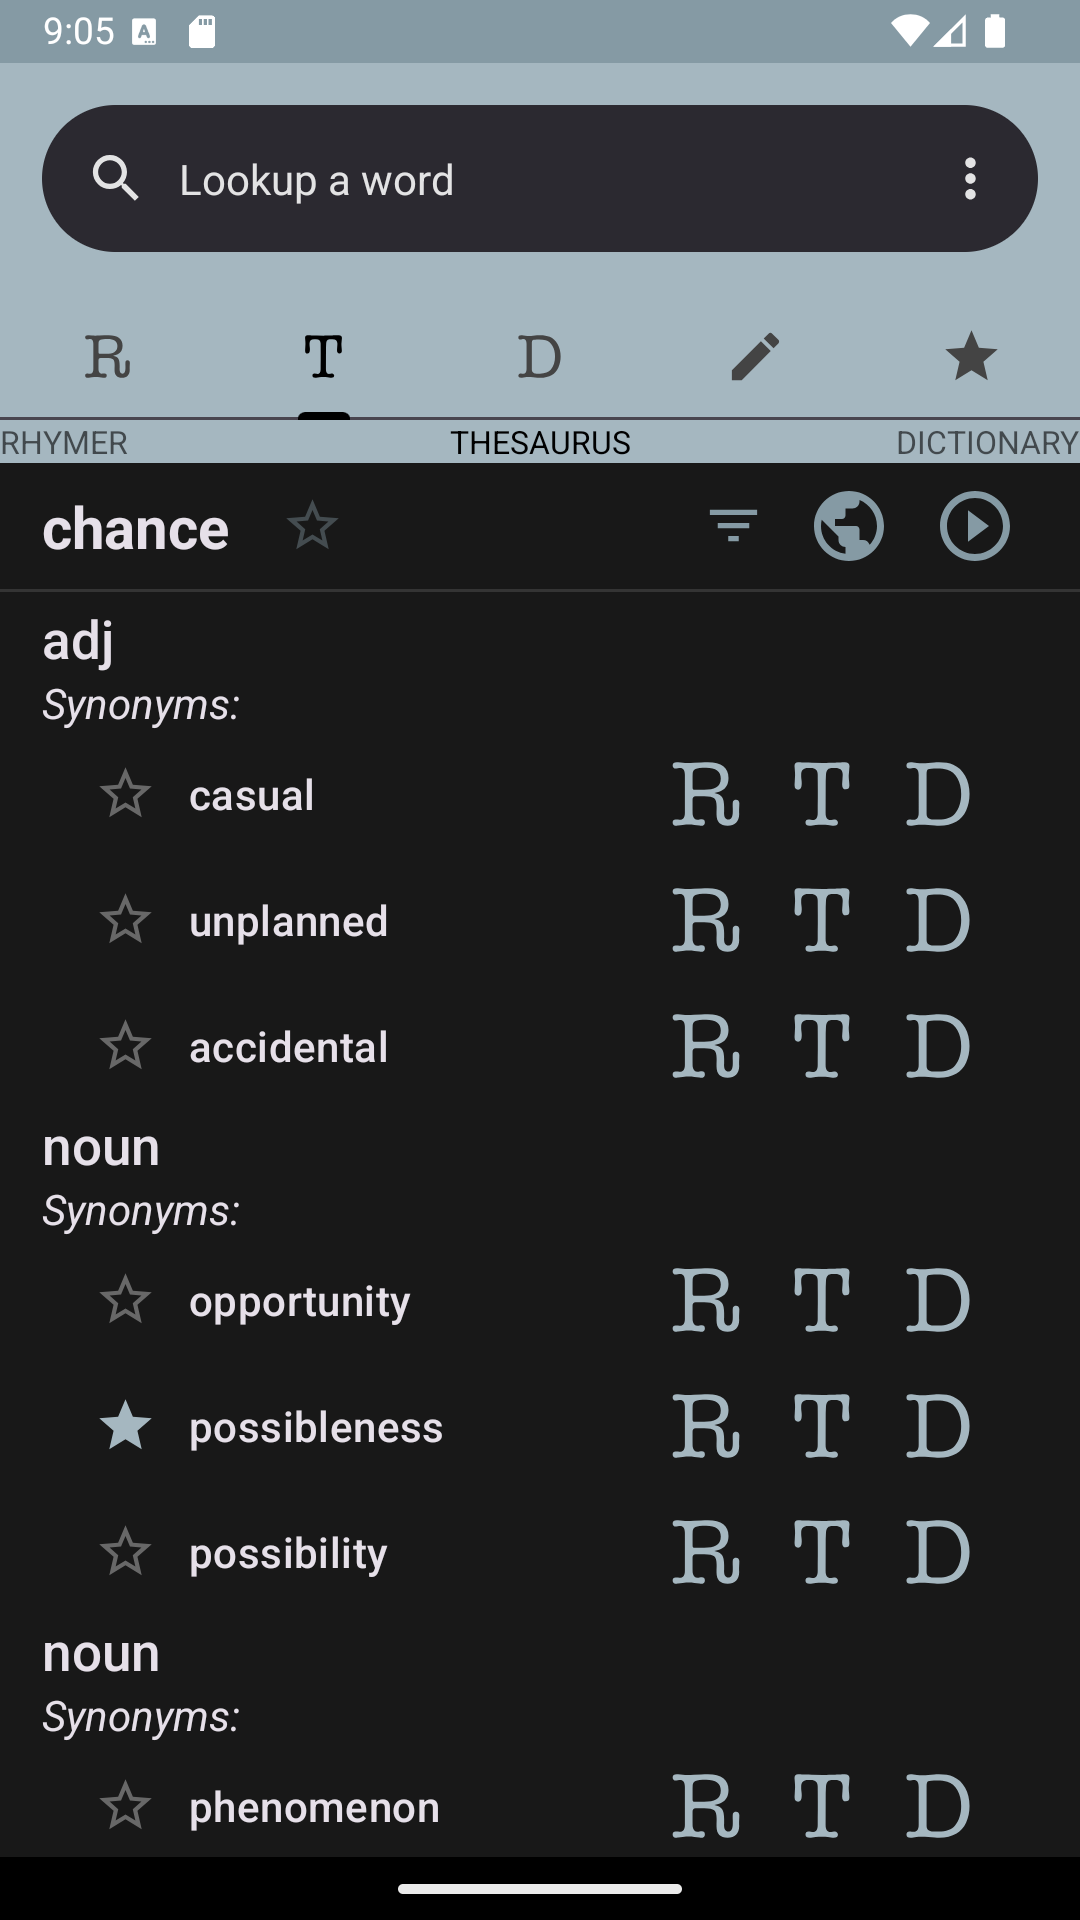 9:05
Lookup a word
R T D
RHYMER THESAURUS DICTIONARY
chance
adj
Synonyms:
casual R T D
unplanned R T D
accidental R T D
noun
Synonyms:
opportunity R T D
possibleness R T D
possibility R T D
noun
Synonyms:
phenomenon R T D